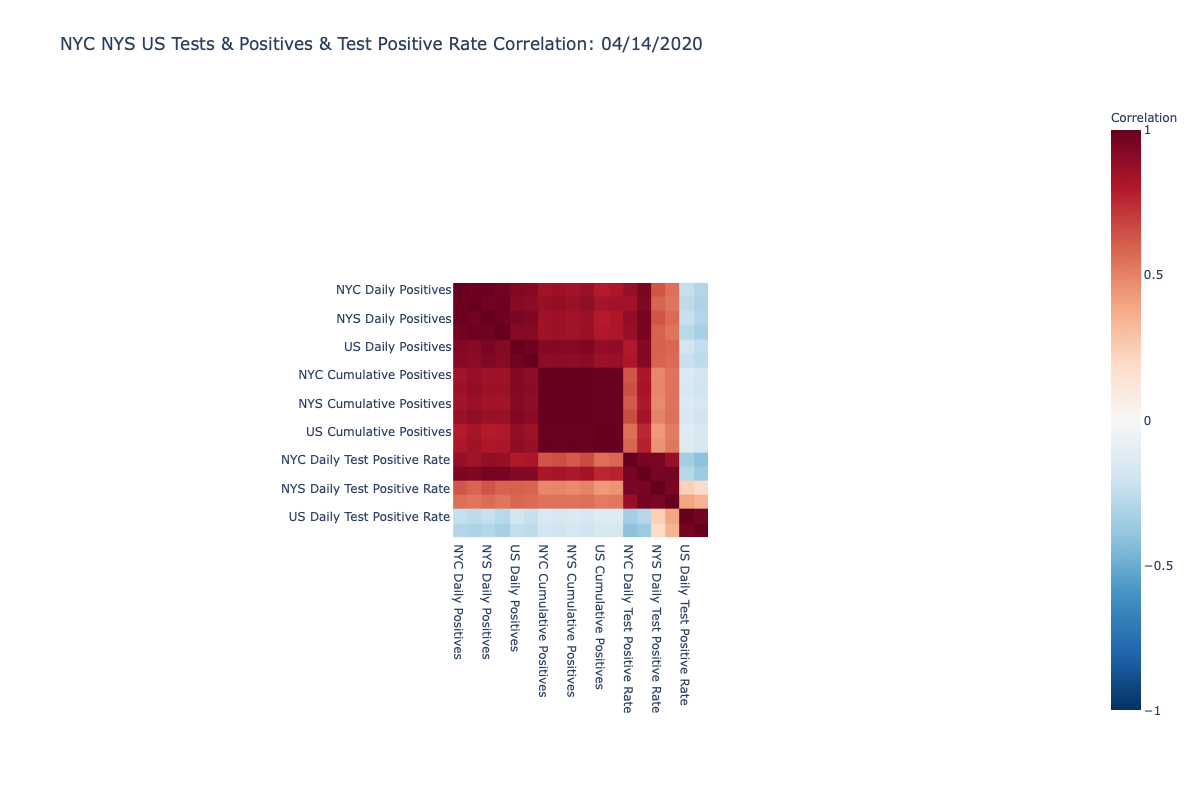 NYC NYS US Tests & Positives & Test Positive Rate Correlation: 04/14/2020
Correlation
1
0.5
0
−0.5
−1
NYC Daily Positives
NYS Daily Positives
US Daily Positives
NYC Cumulative Positives
NYS Cumulative Positives
US Cumulative Positives
NYC Daily Test Positive Rate
NYS Daily Test Positive Rate
US Daily Test Positive Rate
NYC Daily Positives
NYS Daily Positives
US Daily Positives
NYC Cumulative Positives
NYS Cumulative Positives
US Cumulative Positives
NYC Daily Test Positive Rate
NYS Daily Test Positive Rate
US Daily Test Positive Rate